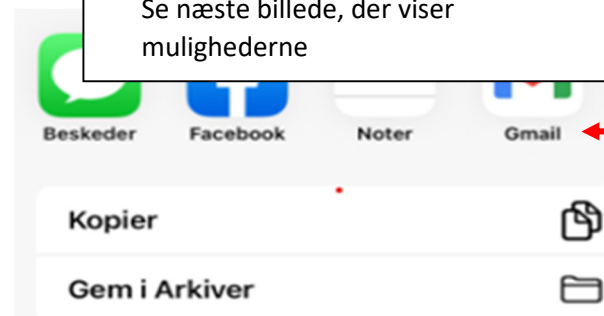 Se næste billede, der viser
mulighederne
Beskeder Facebook Noter Gmail
Kopier
Gem i Arkiver